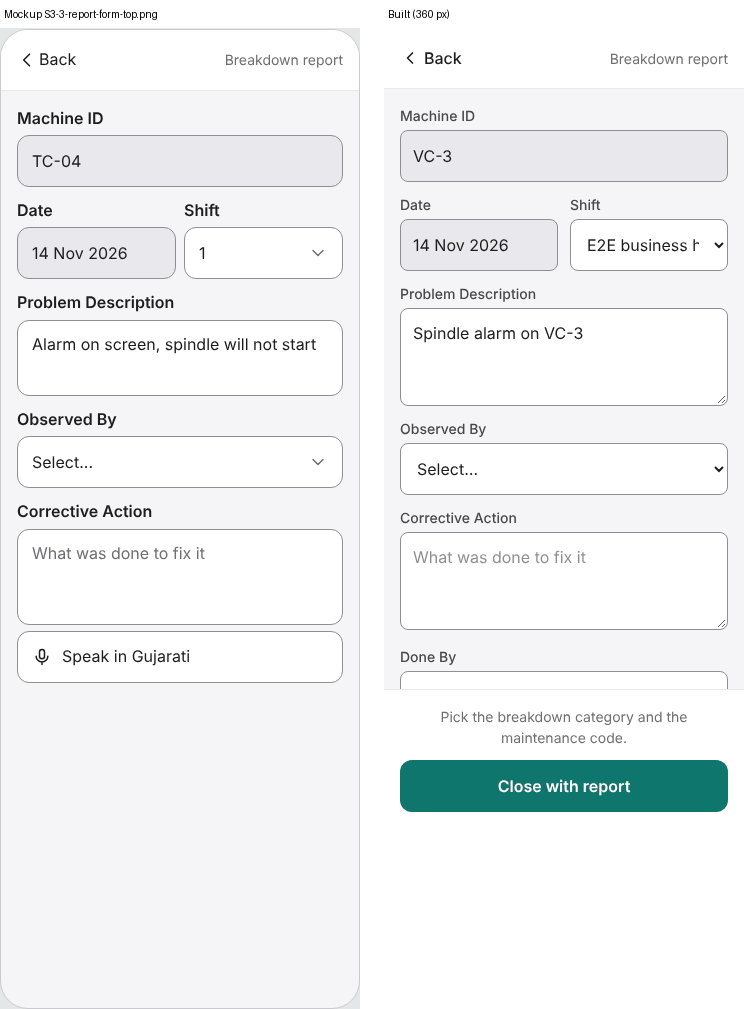 Mockup S3-3-report-form-top.png
Back
Breakdown report
Machine ID
TC-04
Date
Shift
14 Nov 2026
1
Problem Description
Alarm on screen, spindle will not start
Observed By
Select...
Corrective Action
What was done to fix it
Speak in Gujarati
Built (360 px)
Back
Breakdown report
Machine ID
VC-3
Date
Shift
14 Nov 2026
E2E business h
Problem Description
Spindle alarm on VC-3
Observed By
Select...
Corrective Action
What was done to fix it
Done By
Pick the breakdown category and the
maintenance code.
Close with report